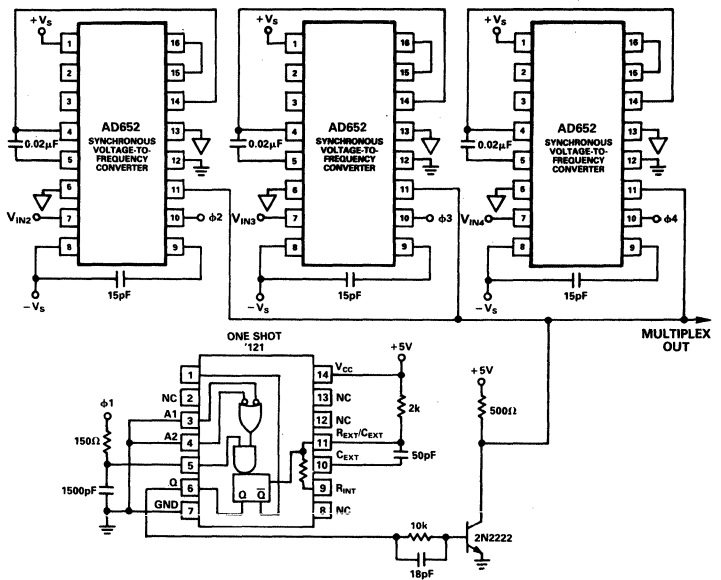 +VS
1
2
3
4
5
6
7
8
16
15
14
13
12
11
10
9
AD652
SYNCHRONOUS
VOLTAGE-TO-
FREQUENCY
CONVERTER
0.02µF
VIN2
ϕ2
15pF
−VS
+VS
1
2
3
4
5
6
7
8
16
15
14
13
12
11
10
9
AD652
SYNCHRONOUS
VOLTAGE-TO-
FREQUENCY
CONVERTER
0.02µF
VIN3
ϕ3
15pF
−VS
+VS
1
2
3
4
5
6
7
8
16
15
14
13
12
11
10
9
AD652
SYNCHRONOUS
VOLTAGE-TO-
FREQUENCY
CONVERTER
0.02µF
VIN4
ϕ4
15pF
−VS
MULTIPLEX
OUT
ONE SHOT
'121
1
NC 2
A1 3
A2 4
5
Q 6
GND 7
14 VCC
13 NC
12 NC
11 REXT/CEXT
10 CEXT
9 RINT
8 NC
Q Q̅
ϕ1
150Ω
1500pF
+5V
2k
50pF
+5V
500Ω
10k
18pF
2N2222